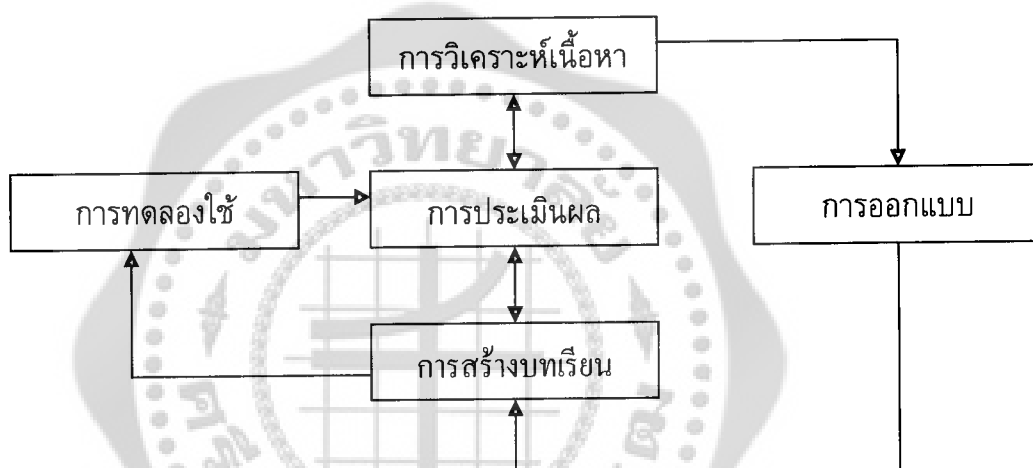 การวิเคราะห์เนื้อหา
การทดลองใช้
การประเมินผล
การออกแบบ
การสร้างบทเรียน